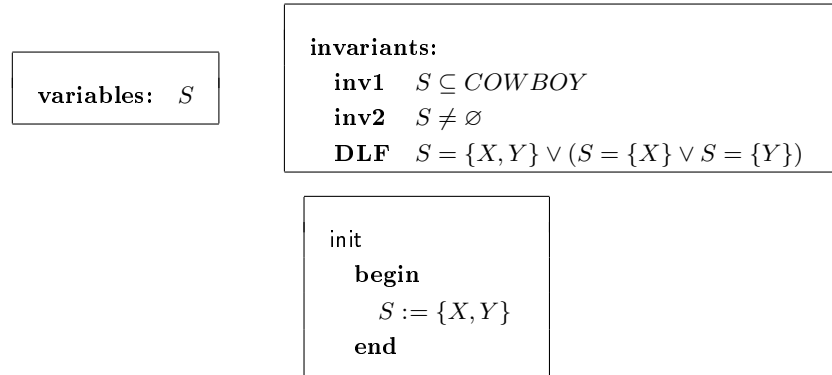 variables: S
invariants:
inv1 S ⊆ COWBOY
inv2 S ≠ ∅
DLF S = {X, Y} ∨ (S = {X} ∨ S = {Y})
init
begin
S := {X, Y}
end